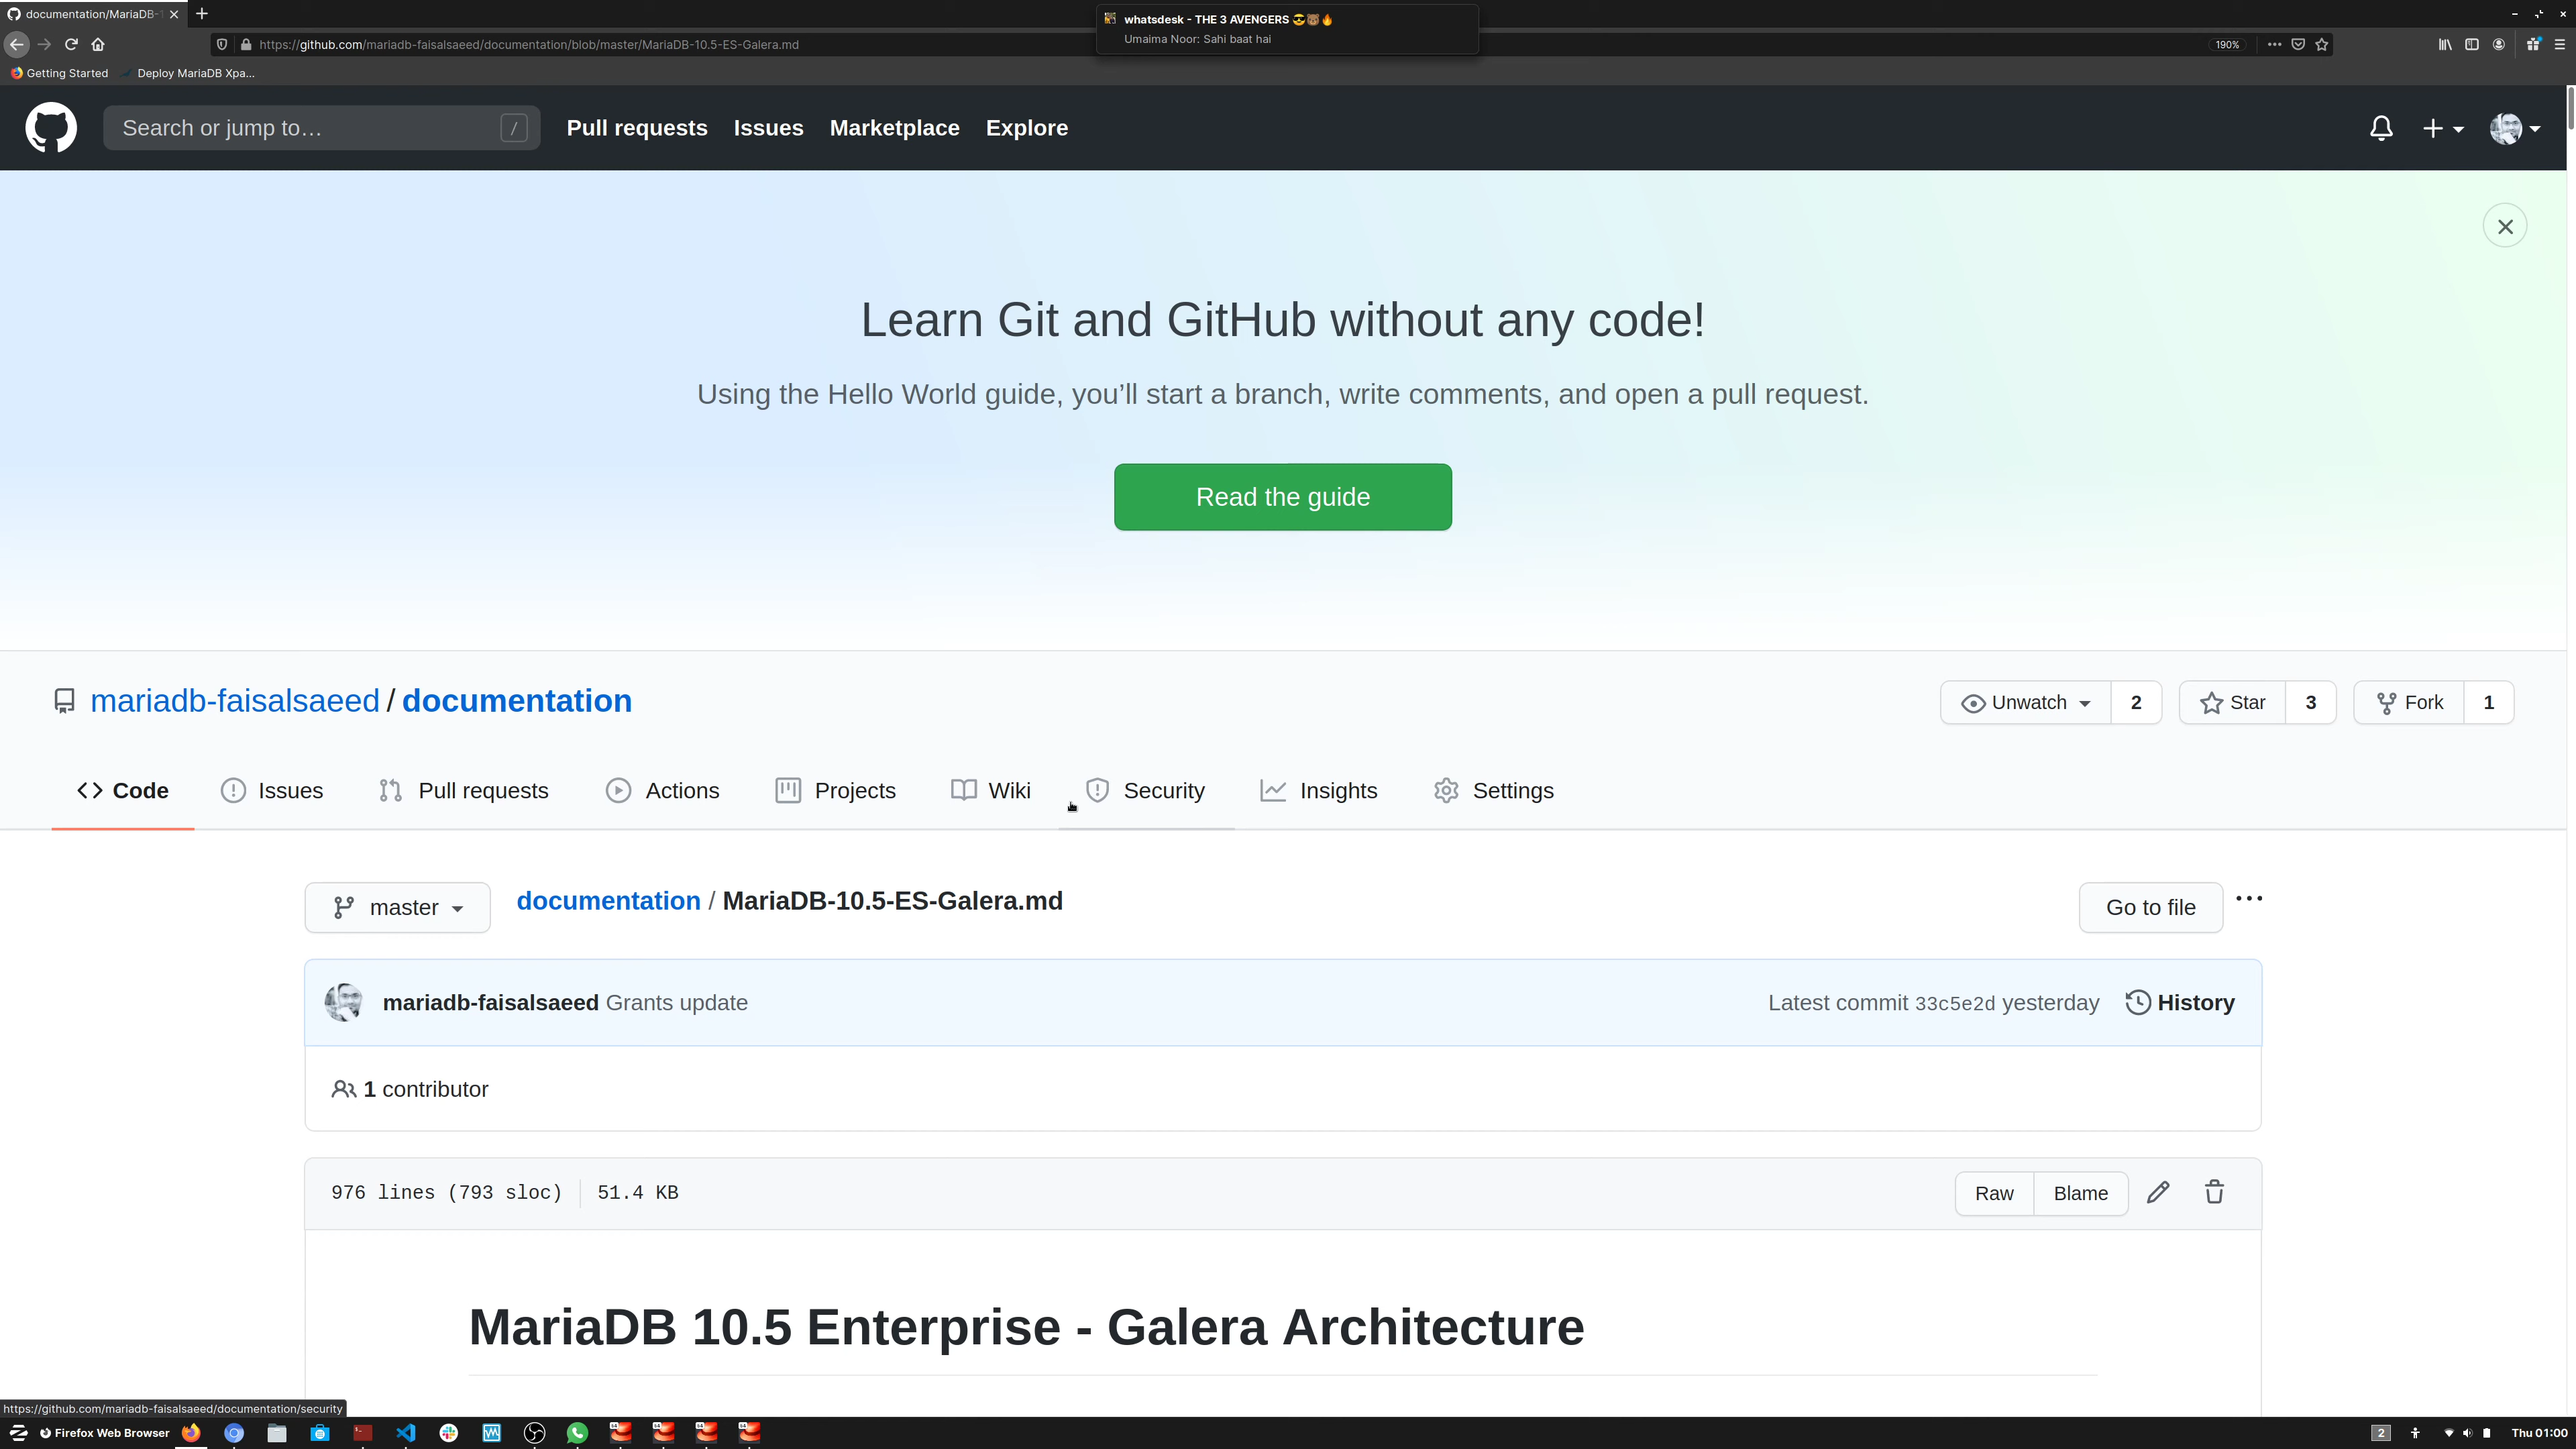 documentation/MariaDB-1
whatsdesk - THE 3 AVENGERS 😎🐻🔥
Umaima Noor: Sahi baat hai
https://github.com/mariadb-faisalsaeed/documentation/blob/master/MariaDB-10.5-ES-Galera.md
190%
Getting Started
Deploy MariaDB Xpa...
Search or jump to…
/
Pull requests
Issues
Marketplace
Explore
Learn Git and GitHub without any code!
Using the Hello World guide, you’ll start a branch, write comments, and open a pull request.
Read the guide
mariadb-faisalsaeed / documentation
Unwatch 2
Star 3
Fork 1
Code
Issues
Pull requests
Actions
Projects
Wiki
Security
Insights
Settings
master
documentation / MariaDB-10.5-ES-Galera.md
Go to file
mariadb-faisalsaeed Grants update
Latest commit 33c5e2d yesterday
History
1 contributor
976 lines (793 sloc)
51.4 KB
Raw
Blame
MariaDB 10.5 Enterprise - Galera Architecture
https://github.com/mariadb-faisalsaeed/documentation/security
Firefox Web Browser
2
Thu 01:00